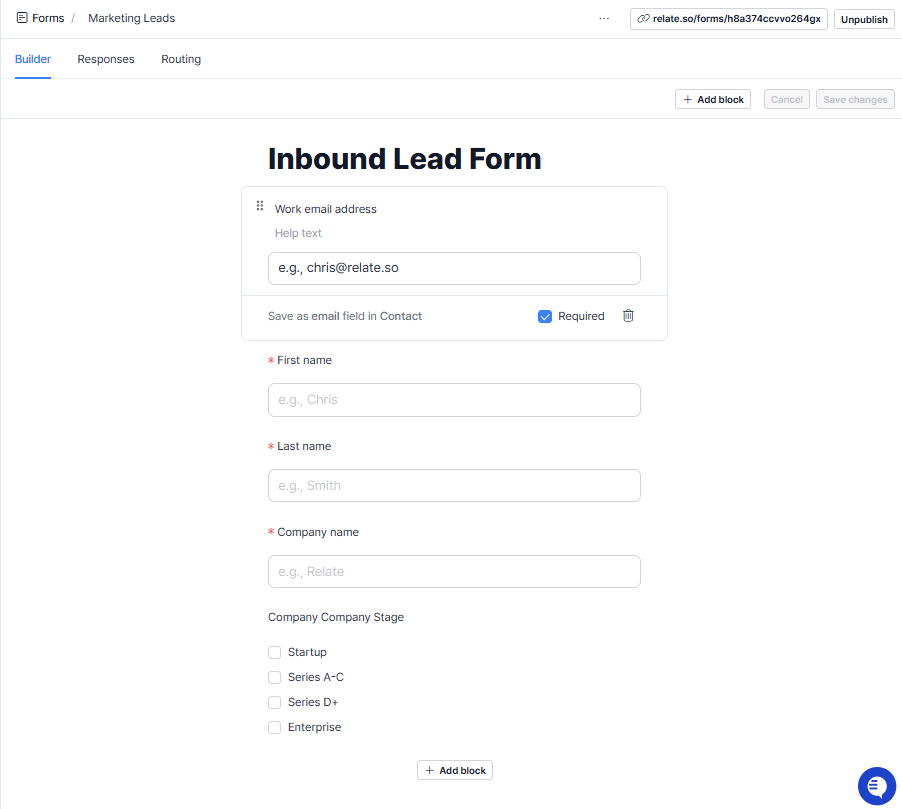 Forms / Marketing Leads ... relate.so/forms/h8a374ccvvo264gx Unpublish
Builder Responses Routing
+ Add block Cancel Save changes
Inbound Lead Form
Work email address
Help text
e.g., chris@relate.so
Save as email field in Contact Required
* First name
e.g., Chris
* Last name
e.g., Smith
* Company name
e.g., Relate
Company Company Stage
Startup
Series A-C
Series D+
Enterprise
+ Add block